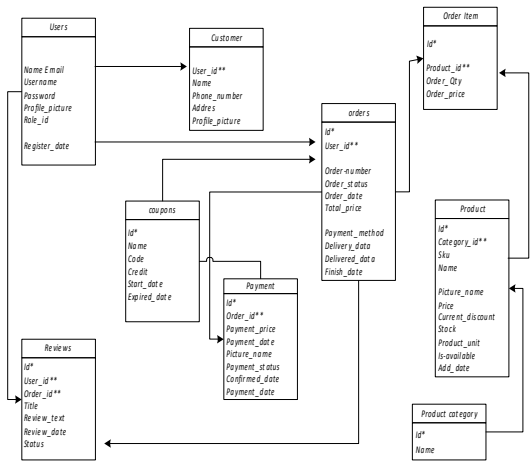 Users
Name Email
Username
Password
Profile_picture
Role_id
Register_date
Customer
User_id**
Name
Phone_number
Addres
Profile_picture
Order Item
Id*
Product_id**
Order_Qty
Order_price
orders
Id*
User_id**
Order-number
Order_status
Order_date
Total_price
Payment_method
Delivery_data
Delivered_data
Finish_date
coupons
Id*
Name
Code
Credit
Start_date
Expired_date
Payment
Id*
Order_id**
Payment_price
Payment_date
Picture_name
Payment_status
Confirmed_date
Payment_date
Product
Id*
Category_id**
Sku
Name
Picture_name
Price
Current_discount
Stock
Product_unit
Is-available
Add_date
Reviews
Id*
User_id**
Order_id**
Title
Review_text
Review_date
Status
Product category
Id*
Name